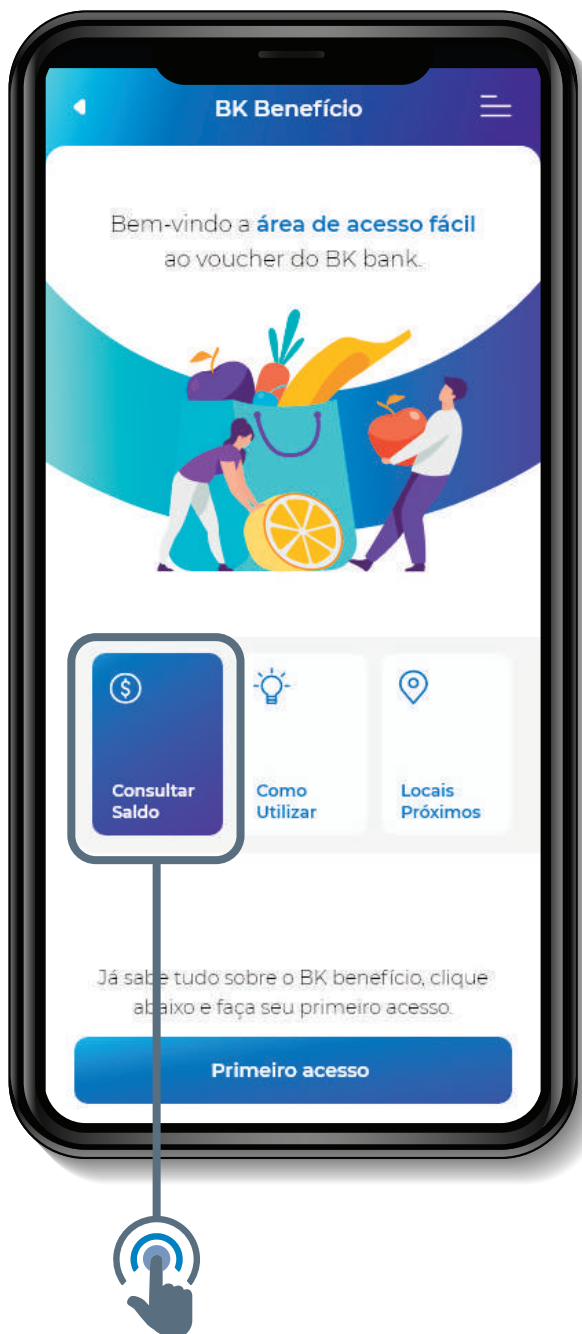 BK Benefício
Bem-vindo a área de acesso fácil
ao voucher do BK bank.
Consultar
Saldo
Como
Utilizar
Locais
Próximos
Já sabe tudo sobre o BK benefício, clique
abaixo e faça seu primeiro acesso.
Primeiro acesso